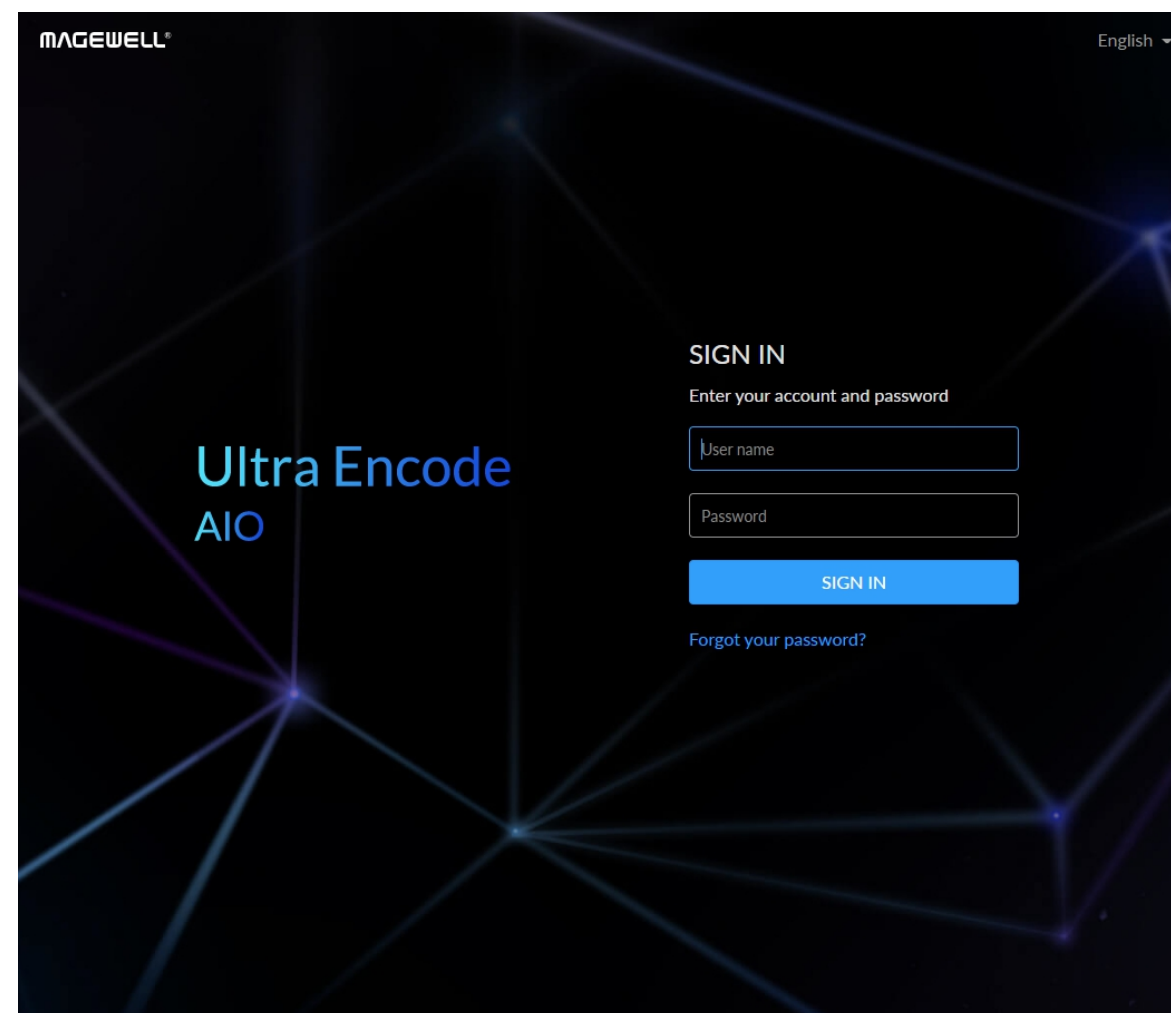 MAGEWELL®
English
Ultra Encode
AIO
SIGN IN
Enter your account and password
User name
Password
SIGN IN
Forgot your password?